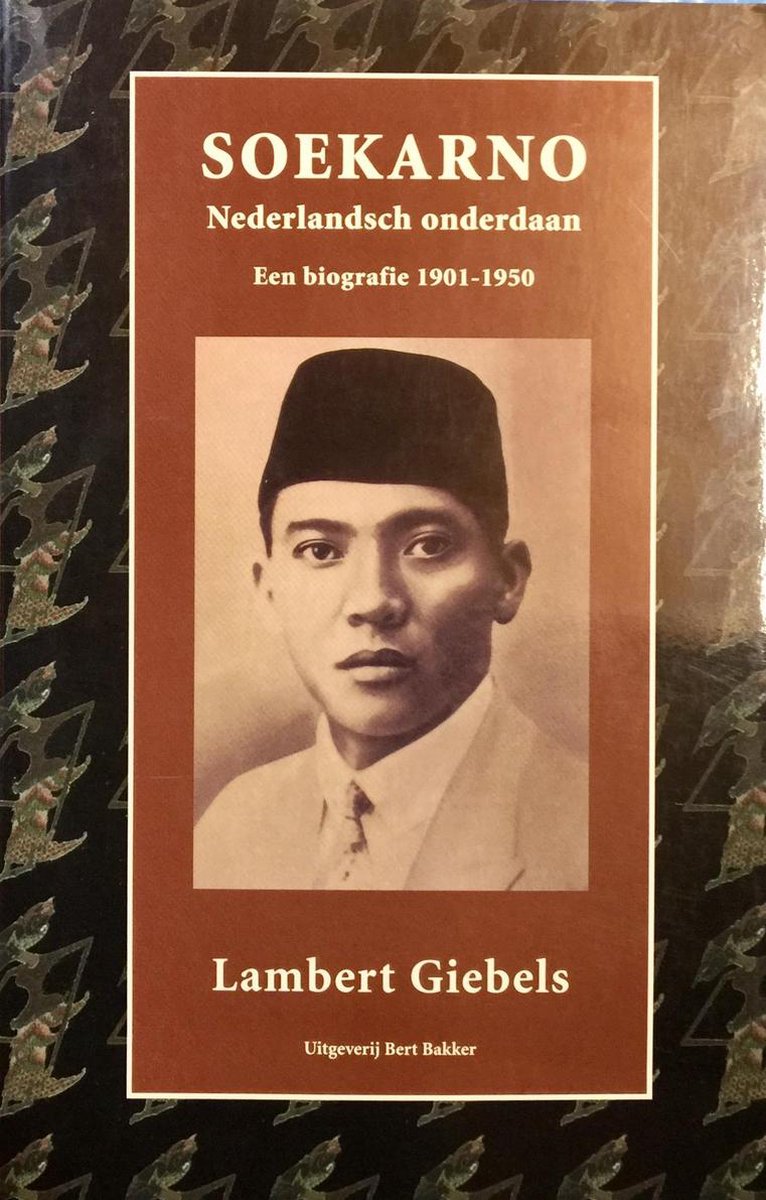 SOEKARNO
Nederlandsch onderdaan
Een biografie 1901-1950
Lambert Giebels
Uitgeverij Bert Bakker